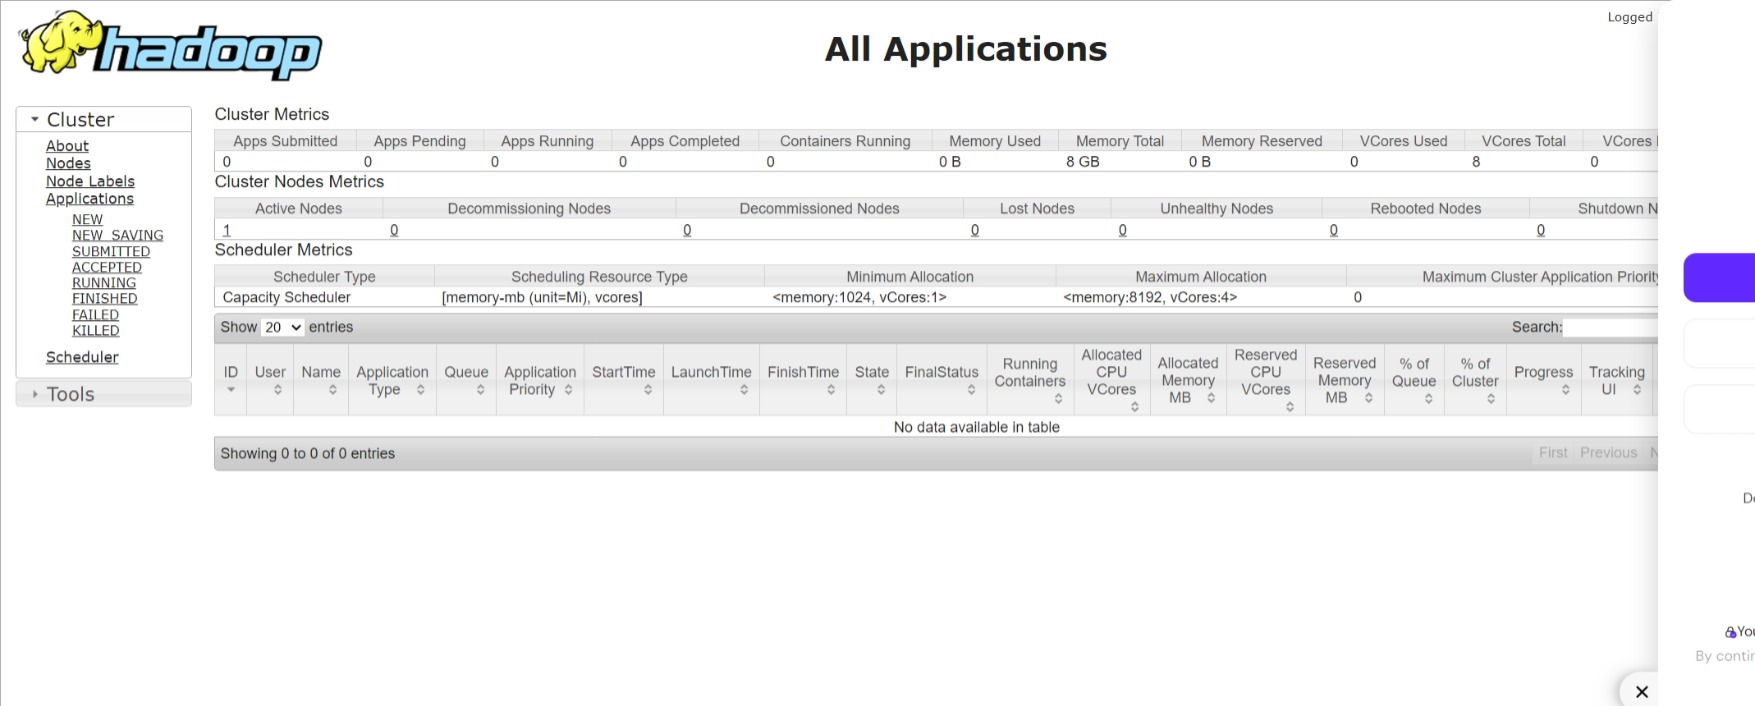 hadoop
Logged
All Applications
Cluster
About
Nodes
Node Labels
Applications
NEW
NEW_SAVING
SUBMITTED
ACCEPTED
RUNNING
FINISHED
FAILED
KILLED
Scheduler
Tools
Cluster Metrics
Apps Submitted Apps Pending Apps Running Apps Completed Containers Running Memory Used Memory Total Memory Reserved VCores Used VCores Total VCores
0 0 0 0 0 0 B 8 GB 0 B 0 8 0
Cluster Nodes Metrics
Active Nodes Decommissioning Nodes Decommissioned Nodes Lost Nodes Unhealthy Nodes Rebooted Nodes Shutdown N
1 0 0 0 0 0 0
Scheduler Metrics
Scheduler Type Scheduling Resource Type Minimum Allocation Maximum Allocation Maximum Cluster Application Priority
Capacity Scheduler [memory-mb (unit=Mi), vcores] <memory:1024, vCores:1> <memory:8192, vCores:4> 0
Show 20 entries Search:
ID User Name Application Type Queue Application Priority StartTime LaunchTime FinishTime State FinalStatus Running Containers Allocated CPU VCores Allocated Memory MB Reserved CPU VCores Reserved Memory MB % of Queue % of Cluster Progress Tracking UI
No data available in table
Showing 0 to 0 of 0 entries First Previous N
De
You
By contin